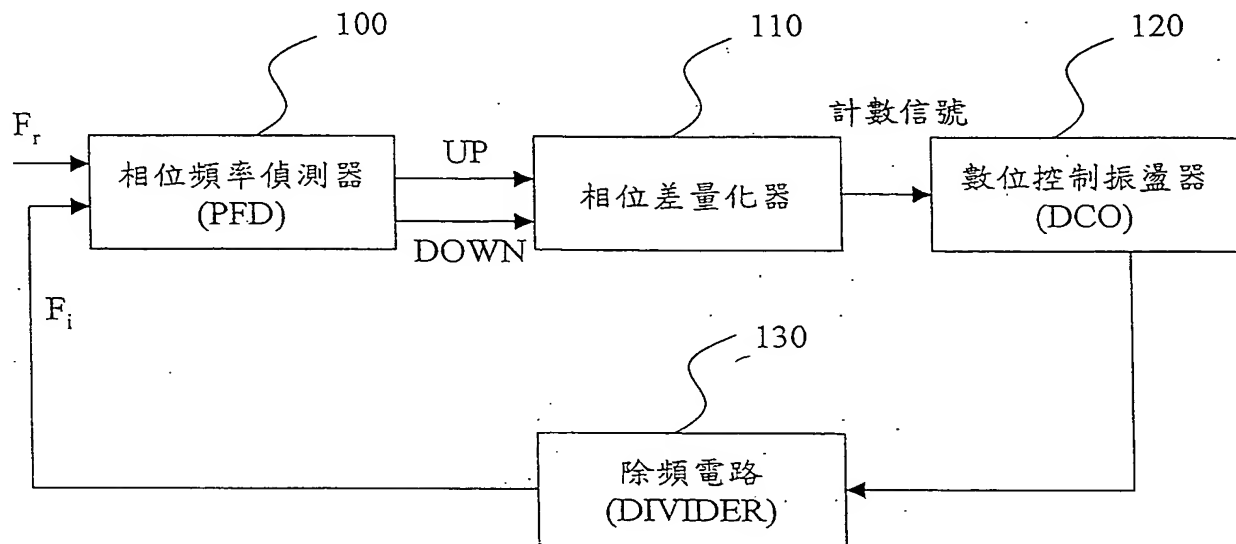 100
110
120
F_r
計數信號
相位頻率偵測器
(PFD)
UP
DOWN
相位差量化器
數位控制振盪器
(DCO)
F_i
130
除頻電路
(DIVIDER)